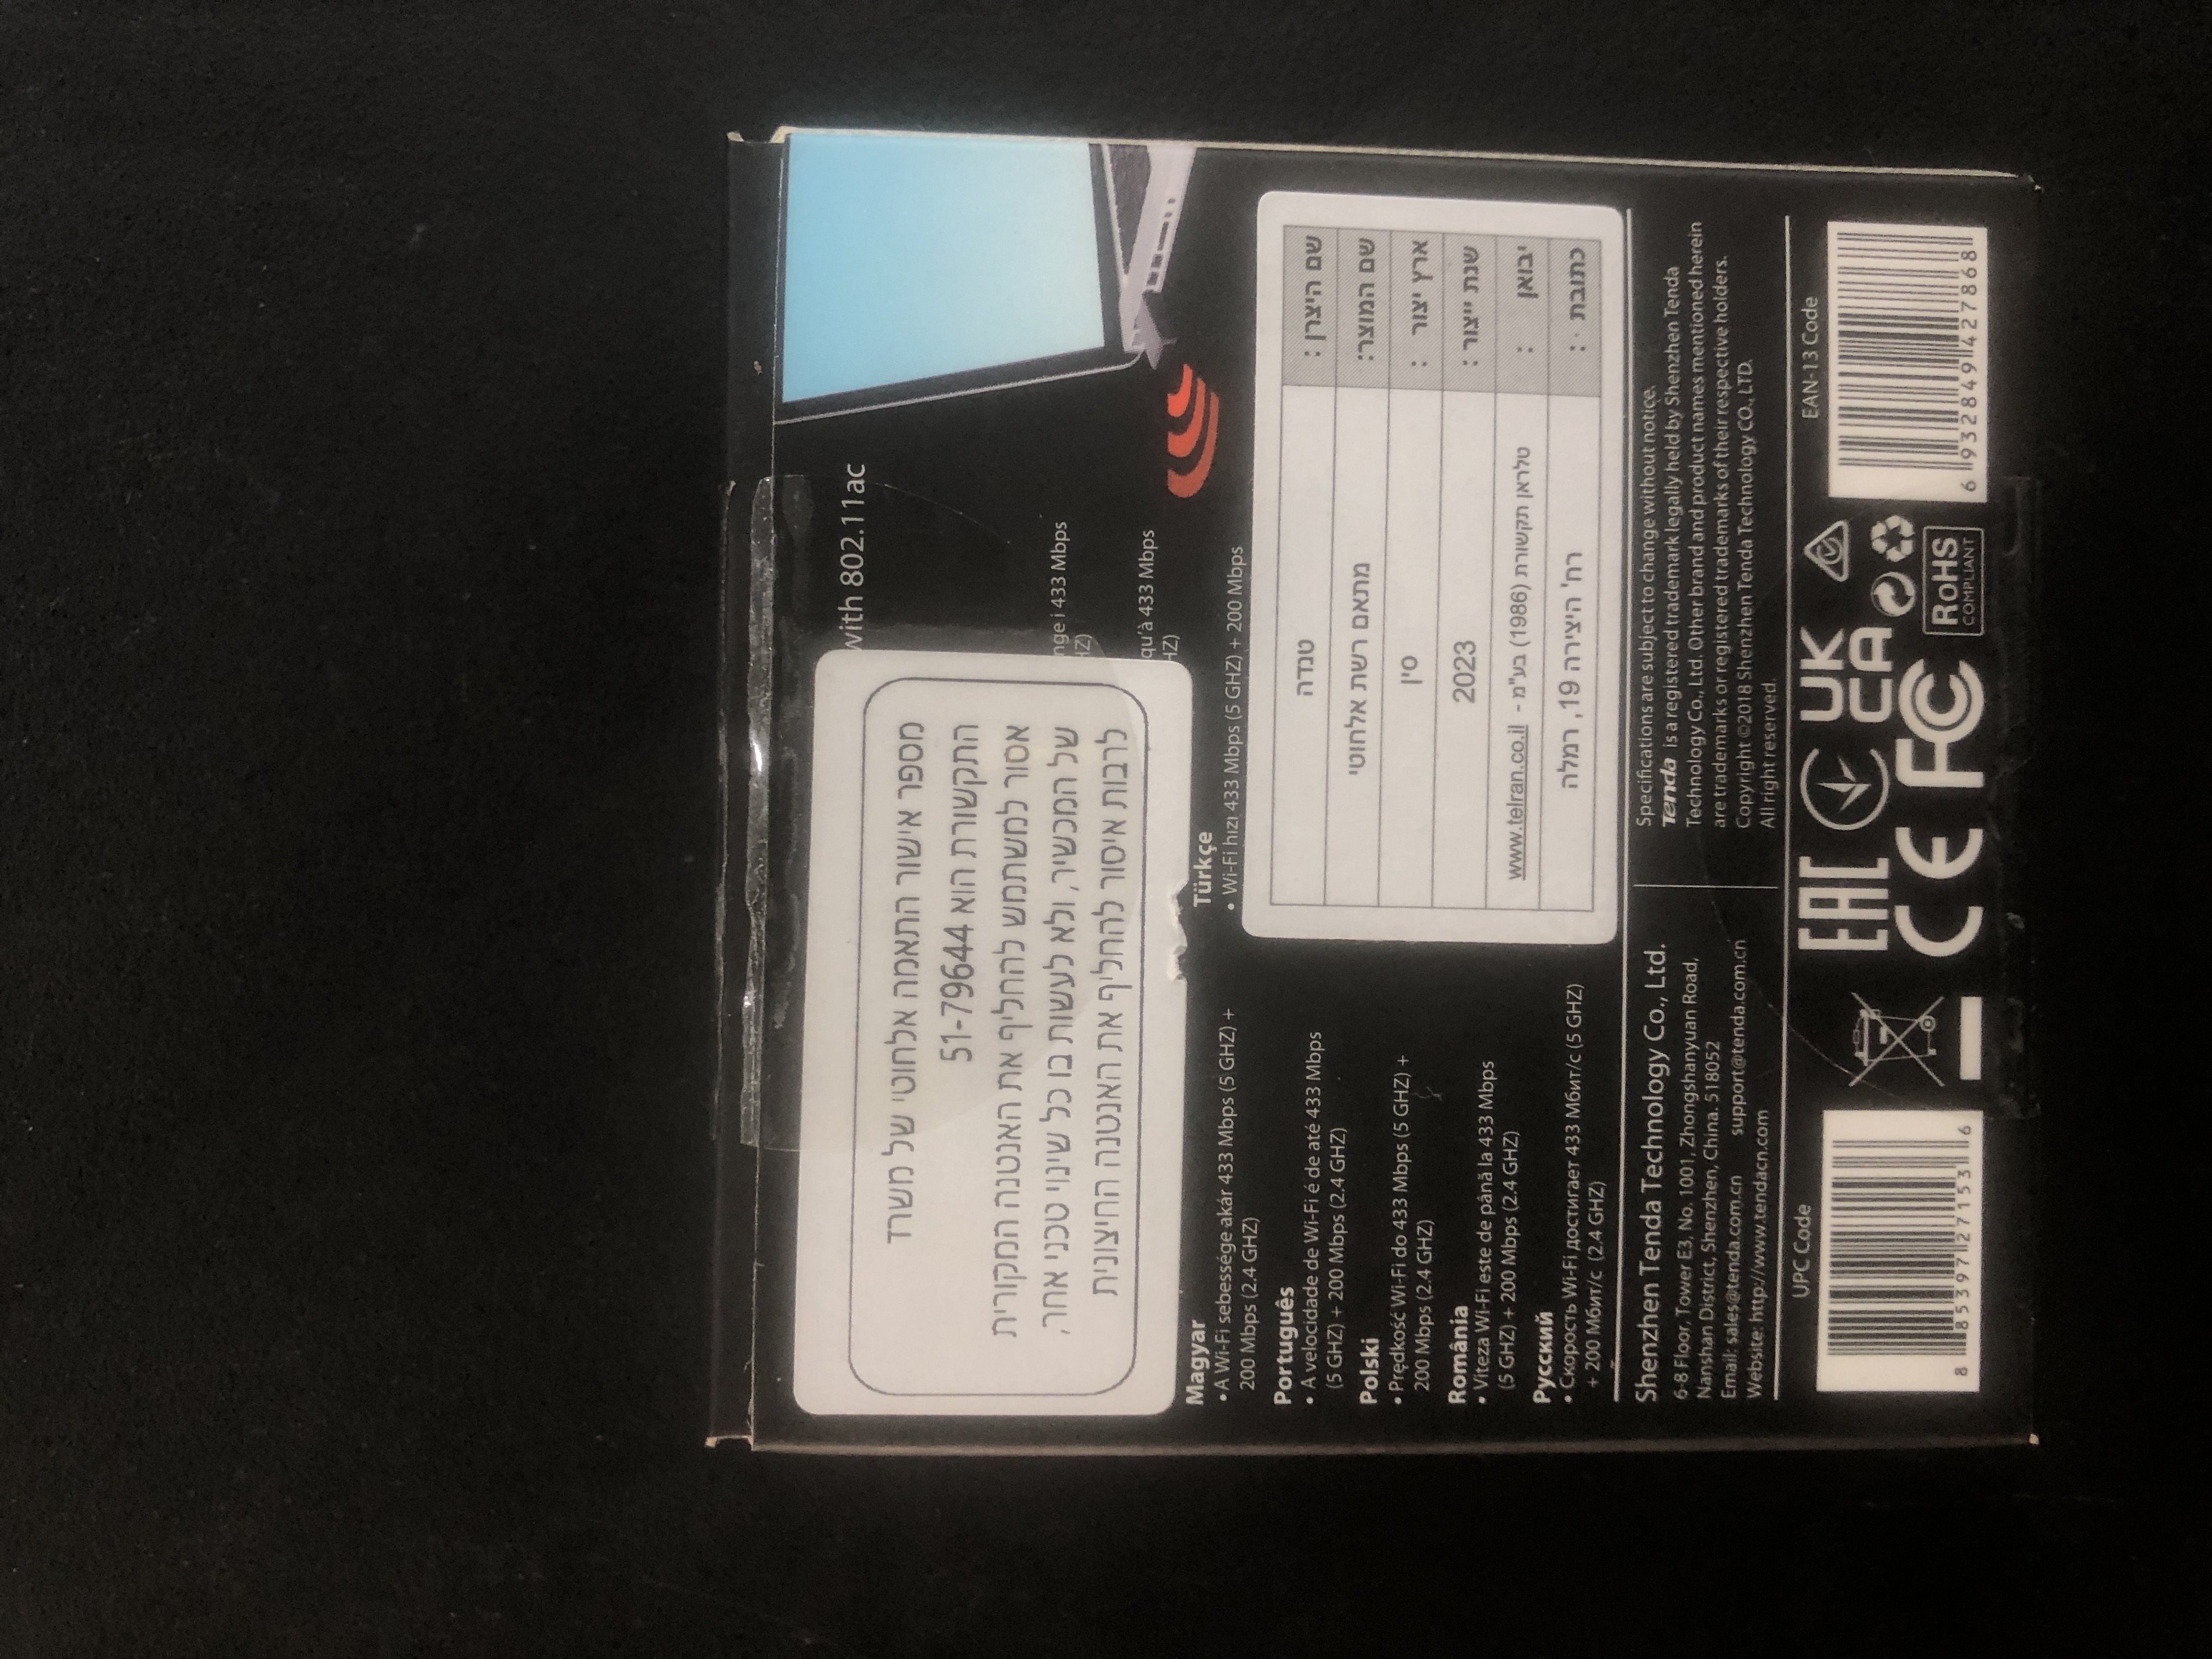 with 802.11ac
מספר אישור התאמה אלחוטי של משרד
התקשורת הוא 51-79644
אסור למשתמש להחליף את האנטנה המקורית
של המכשיר, ולא לעשות בו כל שינוי טכני אחר,
לרבות איסור להחליף את האנטנה החיצונית
nge i 433 Mbps
HZ)
qu'à 433 Mbps
HZ)
Magyar
• A Wi-Fi sebessége akár 433 Mbps (5 GHZ) +
200 Mbps (2.4 GHZ)
Português
• A velocidade de Wi-Fi é de até 433 Mbps
(5 GHZ) + 200 Mbps (2.4 GHZ)
Polski
• Prędkość Wi-Fi do 433 Mbps (5 GHZ) +
200 Mbps (2.4 GHZ)
România
• Viteza Wi-Fi este de până la 433 Mbps
(5 GHZ) + 200 Mbps (2.4 GHZ)
Русский
• Скорость Wi-Fi достигает 433 Мбит/с (5 GHZ)
+ 200 Мбит/с (2.4 GHZ)
Türkçe
• Wi-Fi hızı 433 Mbps (5 GHZ) + 200 Mbps
שם היצרן : טנדה
שם המוצר: מתאם רשת אלחוטי
ארץ יצור : סין
שנת ייצור : 2023
יבואן : טלראן תקשורת (1986) בע"מ - www.telran.co.il
כתובת : רח' היצירה 19, רמלה
Shenzhen Tenda Technology Co., Ltd.
6-8 Floor, Tower E3, No. 1001, Zhongshanyuan Road,
Nanshan District, Shenzhen, China. 518052
Email: sales@tenda.com.cn support@tenda.com.cn
Website: http://www.tendacn.com
Specifications are subject to change without notice.
Tenda is a registered trademark legally held by Shenzhen Tenda
Technology Co., Ltd. Other brand and product names mentioned herein
are trademarks or registered trademarks of their respective holders.
Copyright ©2018 Shenzhen Tenda Technology CO., LTD.
All right reserved.
UPC Code
8 85397 27153 6
EAC
UK
CA
CE FC
RoHS
COMPLIANT
EAN-13 Code
6 932849 427868